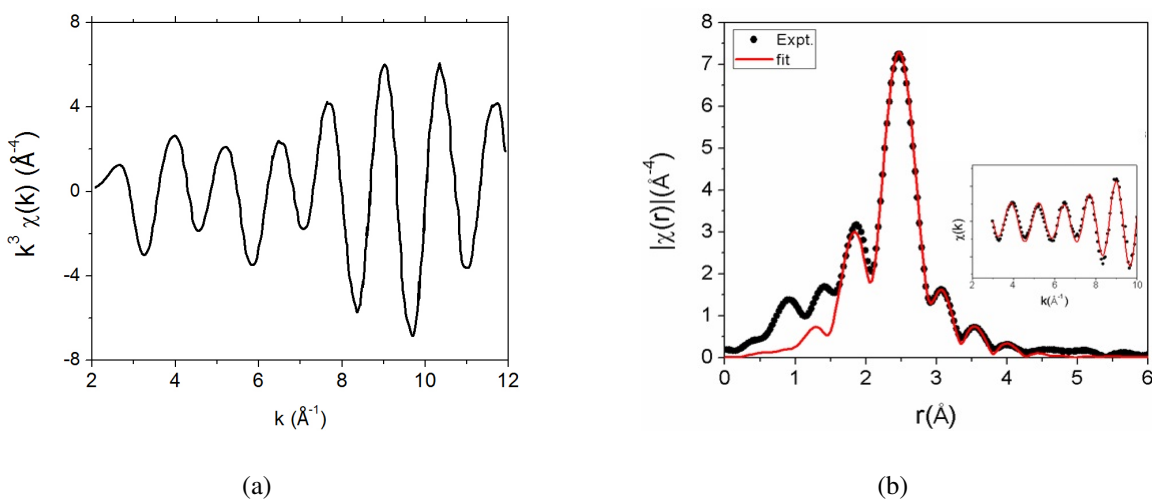 8
4
0
-4
-8
2 4 6 8 10 12
k³ χ(k) (Å⁻⁴)
k (Å⁻¹)
(a)
8
7
6
5
4
3
2
1
0
0 1 2 3 4 5 6
|χ(r)|(Å⁻⁴)
r(Å)
Expt.
fit
χ(k)
2 4 6 8 10
k(Å⁻¹)
(b)